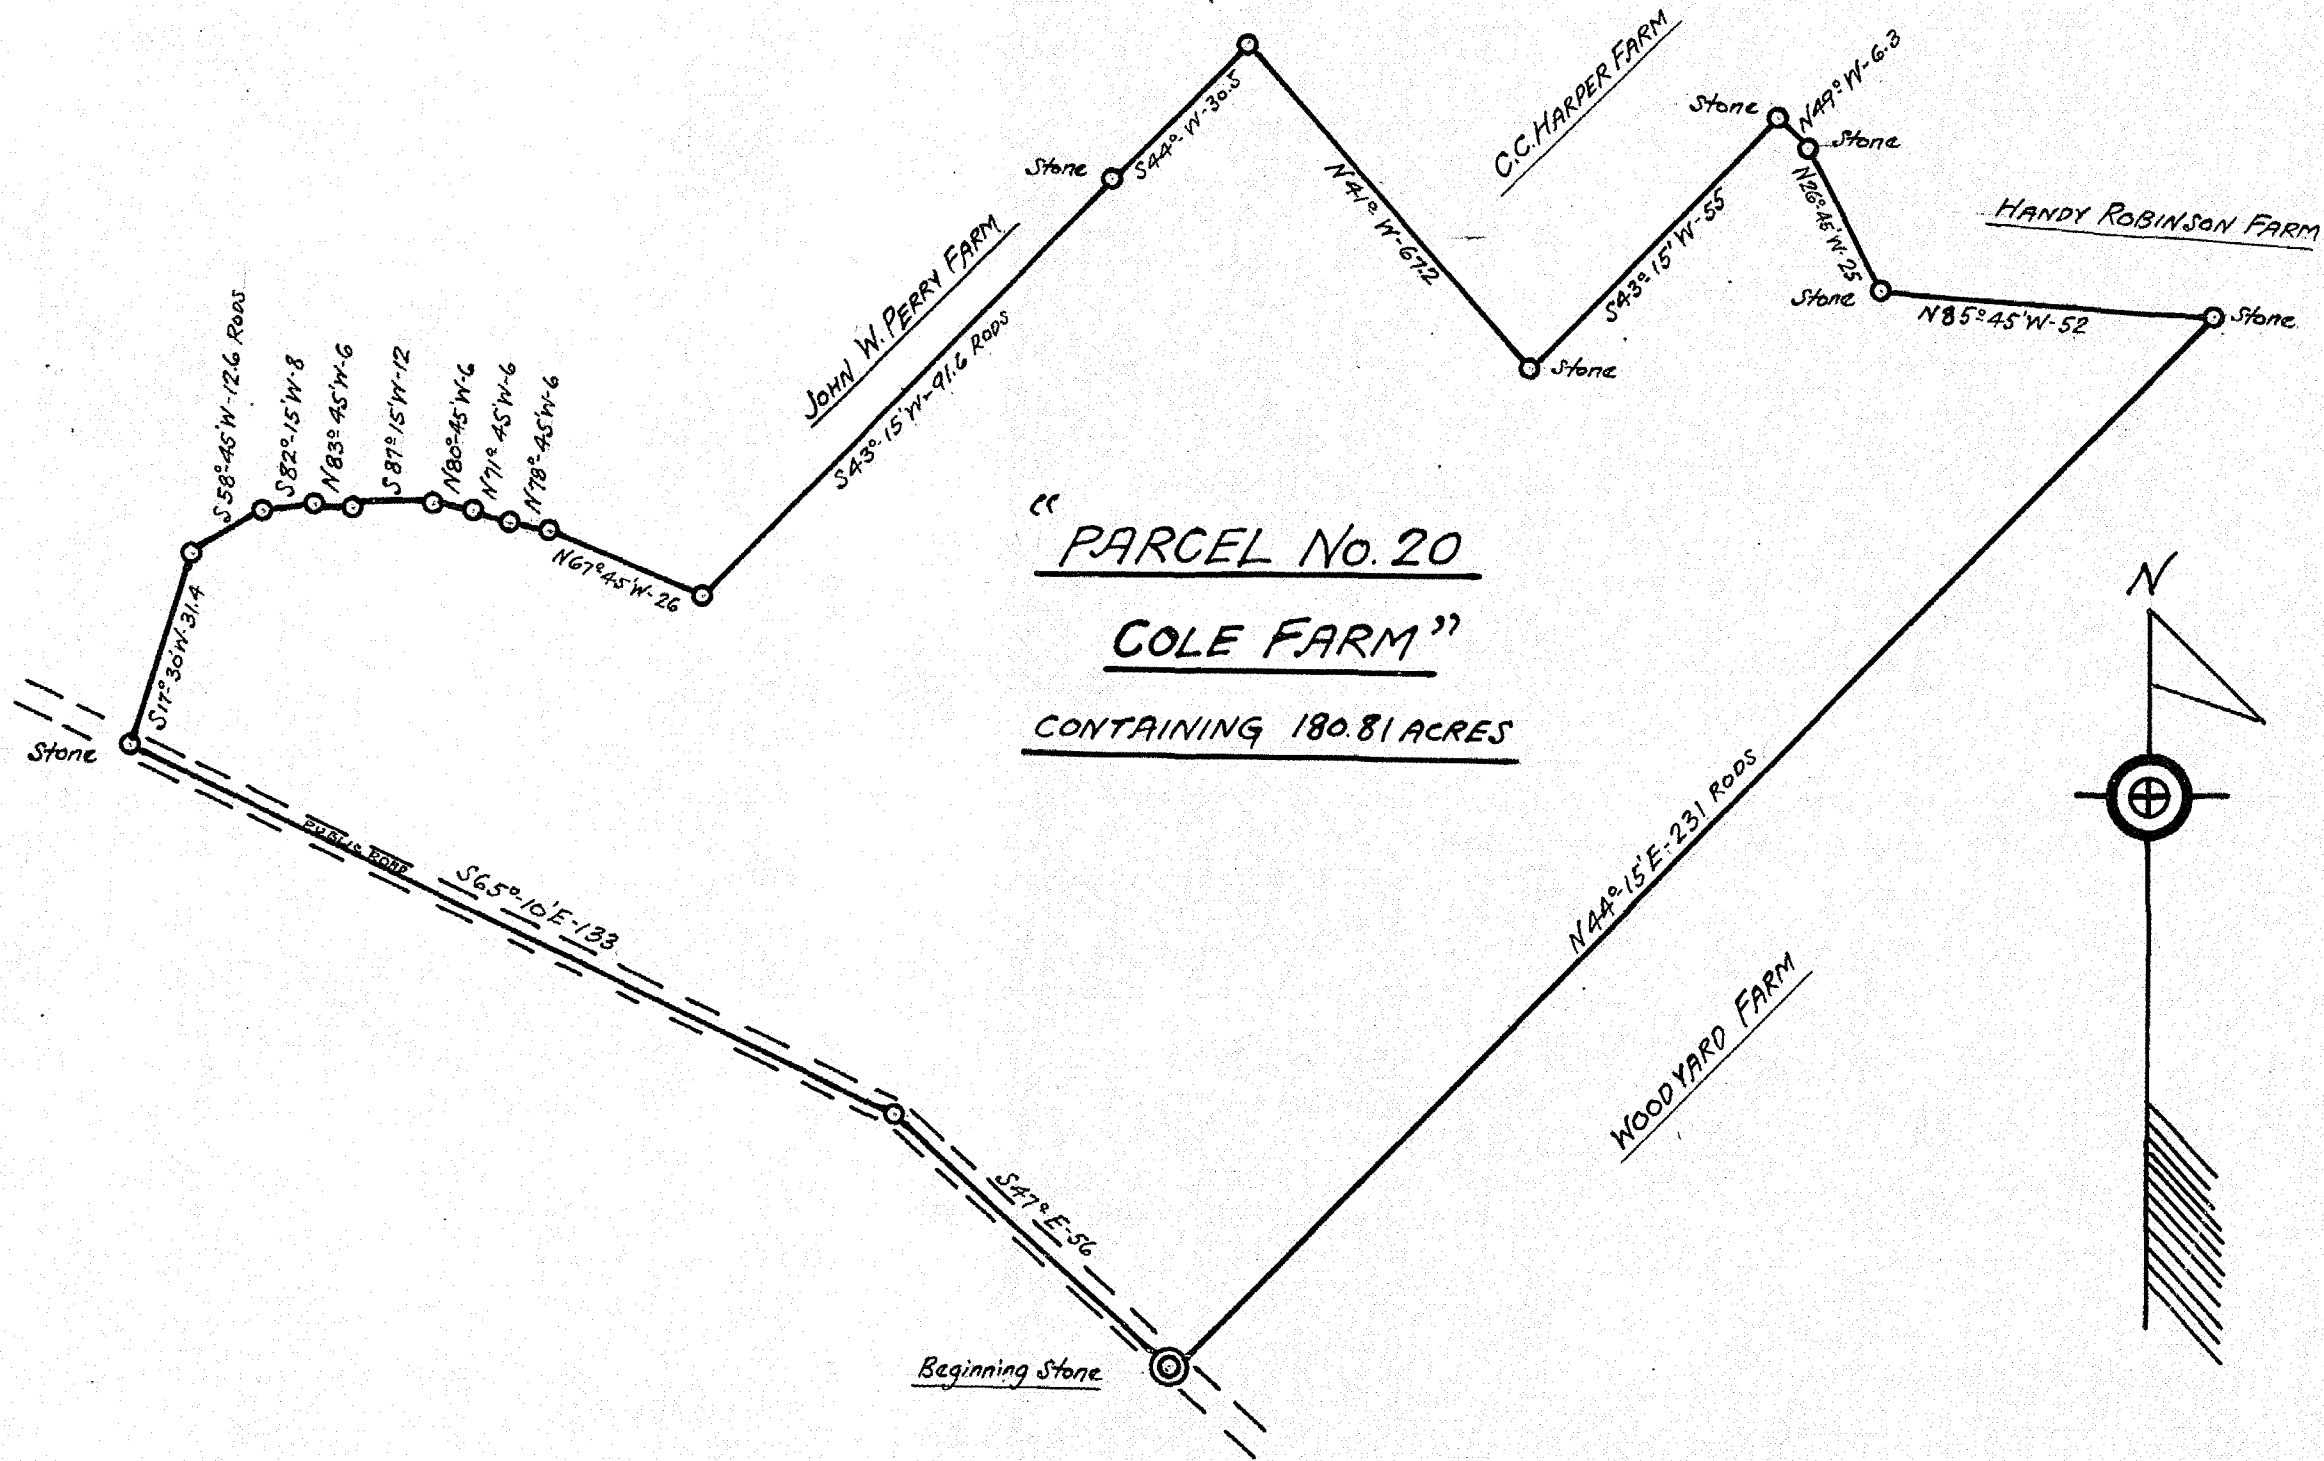 C.C. HARPER FARM
N49°W-6.3
S44°-W-30.5
Stone
Stone
Stone
N41°-W-67.2
S43°-15'W-55
N26°-45'W-25
HANDY ROBINSON FARM
JOHN W. PERRY FARM
S43°-15'W-91.6 RODS
Stone
N85°-45'W-52
Stone
Stone
S58°-45'W-12.6 RODS
S82°-15'W-8
N83°-45'W-6
S87°-15'W-12
N80°-45'W-6
N71°-45'W-6
N78°-45'W-6
N67°-45'W-26
"
PARCEL No. 20
COLE FARM"
CONTAINING 180.81 ACRES
N
S17°-30'W-31.4
Stone
PUBLIC ROAD
S65°-10'E-133
N44°-15'E-231 RODS
WOODYARD FARM
S47°E-56
Beginning Stone